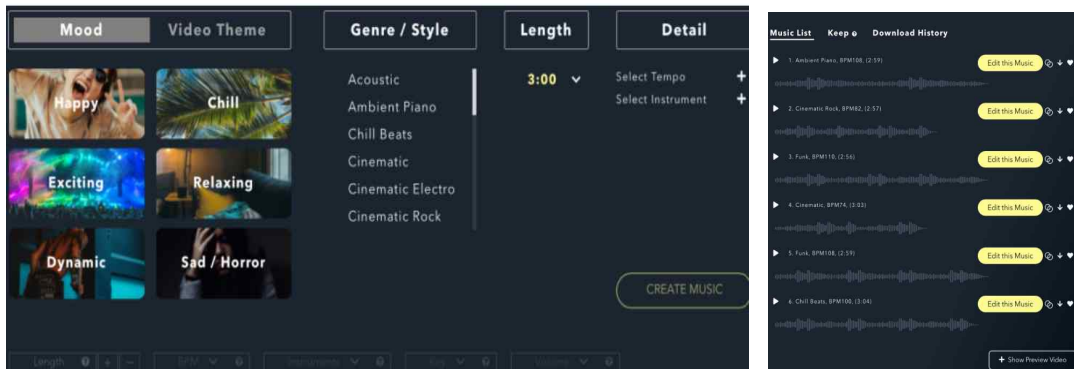 Mood Video Theme Genre / Style Length Detail
Happy Chill
Exciting Relaxing
Dynamic Sad / Horror
Acoustic
Ambient Piano
Chill Beats
Cinematic
Cinematic Electro
Cinematic Rock
3:00
Select Tempo +
Select Instrument +
CREATE MUSIC
Length + -
BPM
Instruments
Key
Volume
Music List Keep Download History
1. Ambient Piano, BPM108, (2:59) Edit this Music
2. Cinematic Rock, BPM82, (2:57) Edit this Music
3. Funk, BPM110, (2:56) Edit this Music
4. Cinematic, BPM74, (3:03) Edit this Music
5. Funk, BPM108, (2:59) Edit this Music
6. Chill Beats, BPM100, (3:04) Edit this Music
+ Show Preview Video